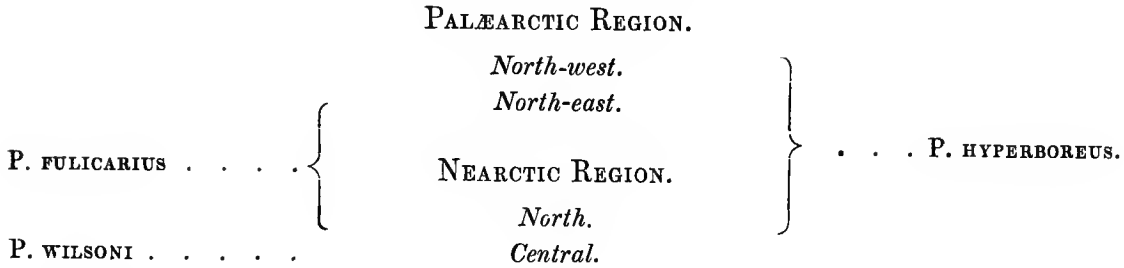 PALÆARCTIC REGION.
North-west.
North-east.
P. FULICARIUS . . . .
NEARCTIC REGION.
. . . P. HYPERBOREUS.
North.
P. WILSONI . . . . . Central.